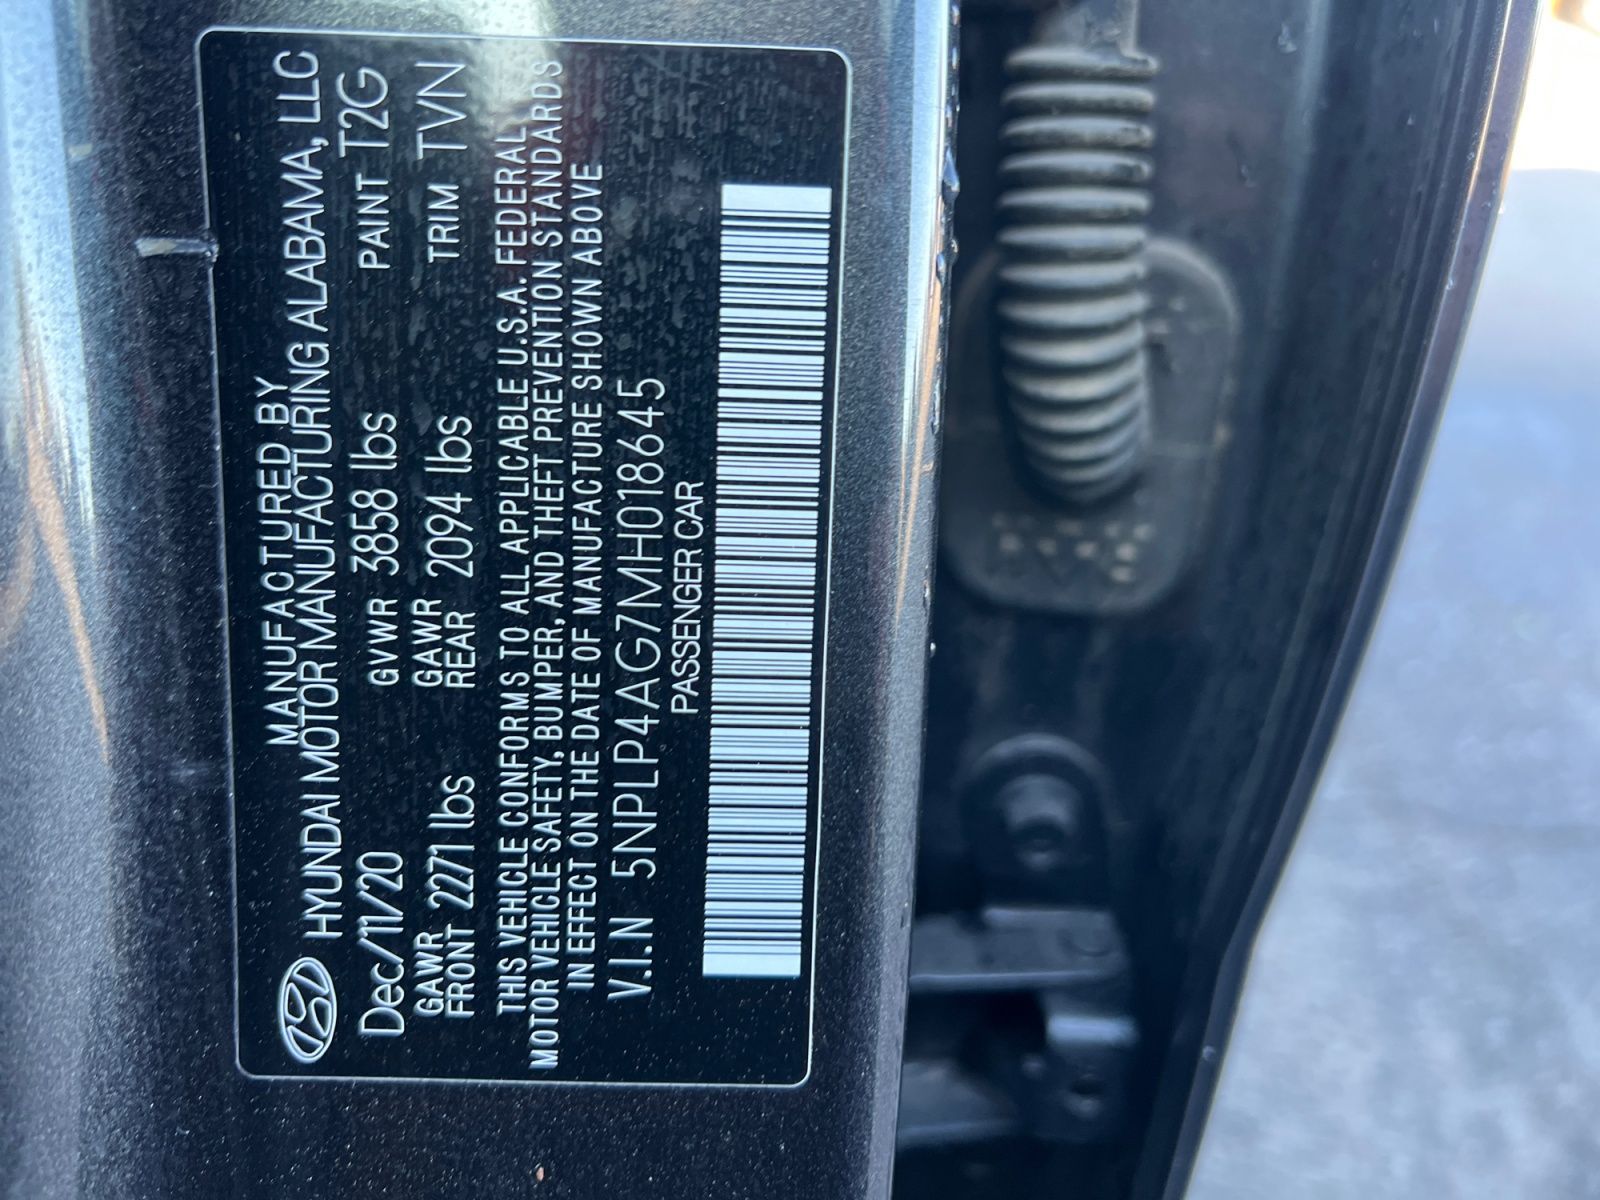 MANUFACTURED BY
HYUNDAI MOTOR MANUFACTURING ALABAMA, LLC
Dec/11/20 GVWR 3858 lbs PAINT T2G
GAWR FRONT 2271 lbs GAWR REAR 2094 lbs TRIM TVN
THIS VEHICLE CONFORMS TO ALL APPLICABLE U.S.A. FEDERAL
MOTOR VEHICLE SAFETY, BUMPER, AND THEFT PREVENTION STANDARDS
IN EFFECT ON THE DATE OF MANUFACTURE SHOWN ABOVE
V.I.N 5NPLP4AG7MH018645
PASSENGER CAR